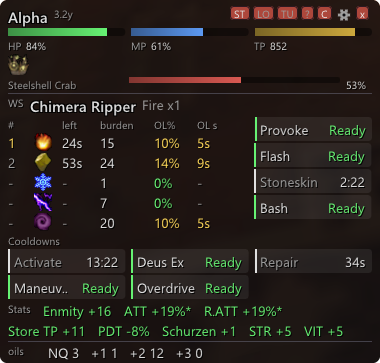 Alpha 3.2y ST LO TU ? C x
HP 84% MP 61% TP 852
Steelshell Crab 53%
WS Chimera Ripper Fire x1
# left burden OL% OL s
1 24s 15 10% 5s
2 53s 24 14% 9s
- - 1 0%
- - 7 0%
- - 20 10% 5s
Provoke Ready
Flash Ready
Stoneskin 2:22
Bash Ready
Cooldowns
Activate 13:22 Deus Ex Ready Repair 34s
Maneuv.. Ready Overdrive Ready
Stats Enmity +16 ATT +19%* R.ATT +19%*
Store TP +11 PDT -8% Schurzen +1 STR +5 VIT +5
oils NQ 3 +1 1 +2 12 +3 0